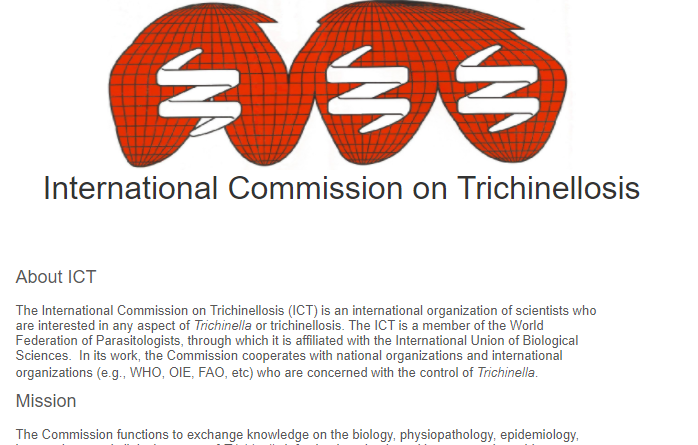 International Commission on Trichinellosis
About ICT
The International Commission on Trichinellosis (ICT) is an international organization of scientists who
are interested in any aspect of Trichinella or trichinellosis. The ICT is a member of the World
Federation of Parasitologists, through which it is affiliated with the International Union of Biological
Sciences.  In its work, the Commission cooperates with national organizations and international
organizations (e.g., WHO, OIE, FAO, etc) who are concerned with the control of Trichinella.
Mission
The Commission functions to exchange knowledge on the biology, physiopathology, epidemiology,